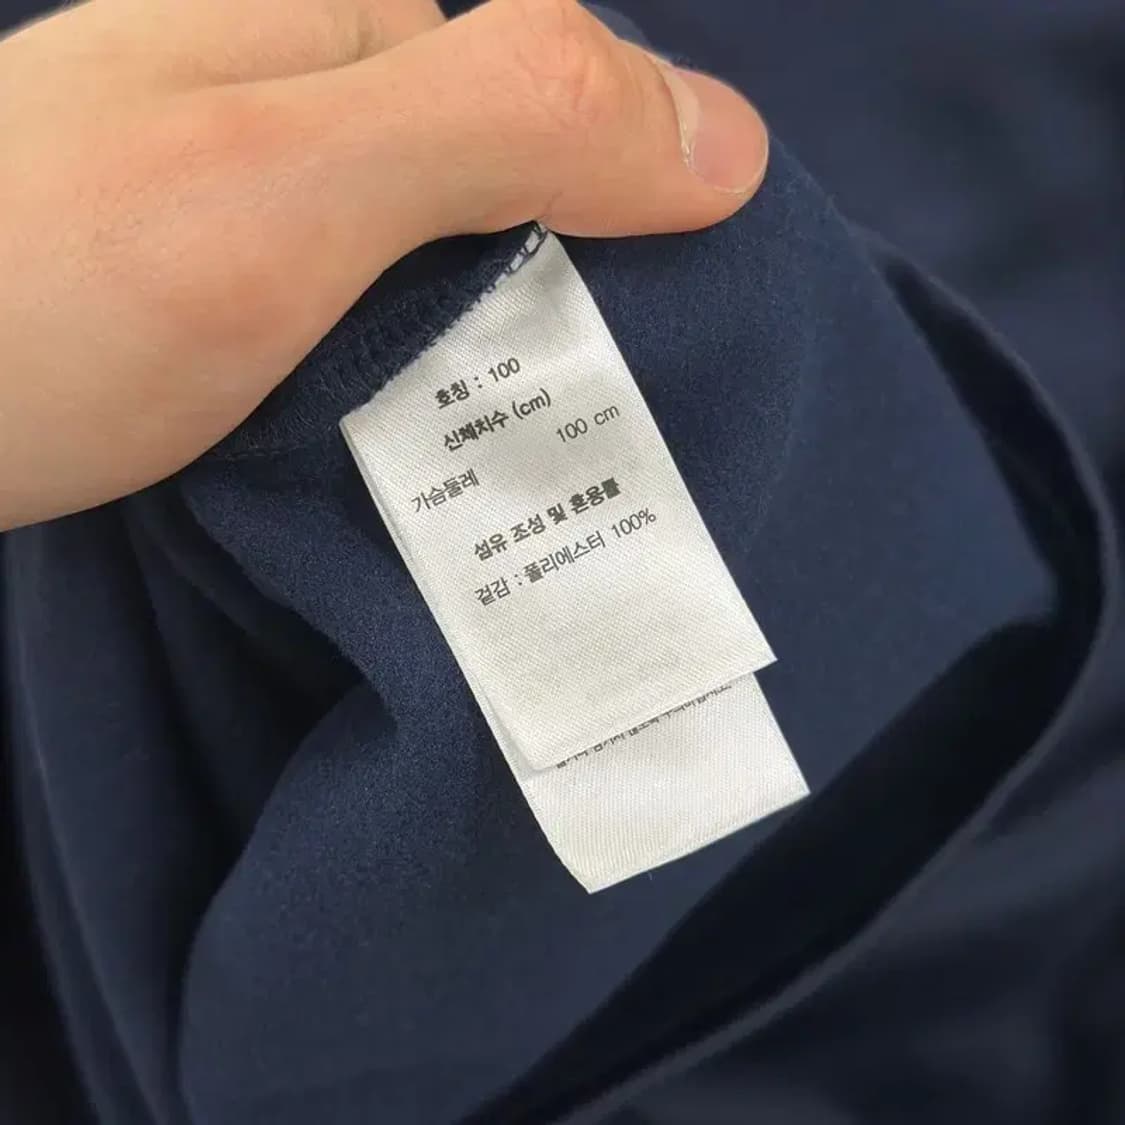 호칭 : 100
신체치수 (cm)
가슴둘레 100 cm
섬유 조성 및 혼용률
겉감 : 폴리에스터 100%